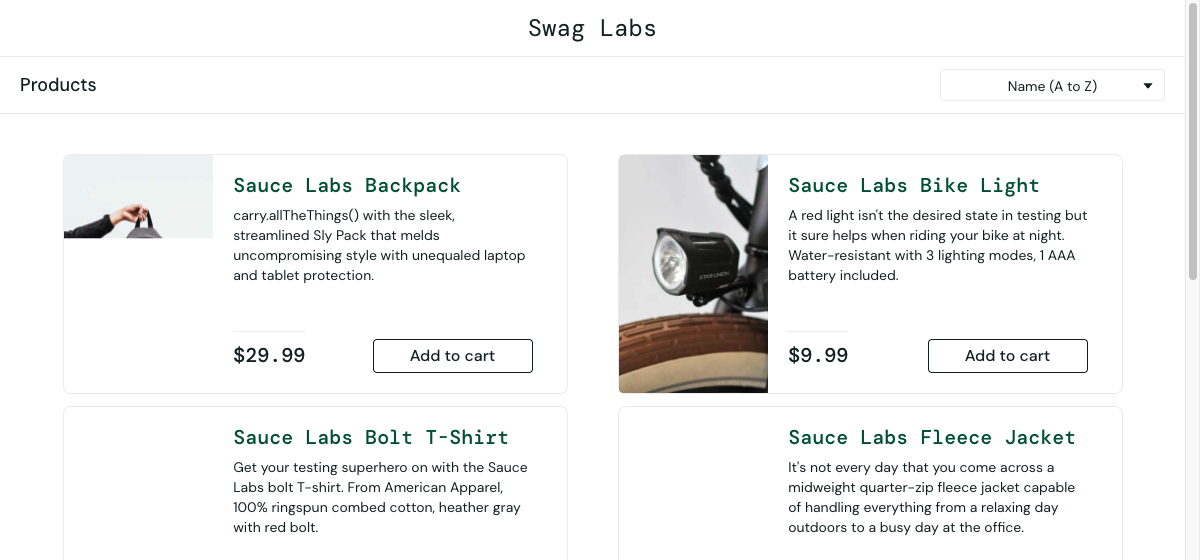 Swag Labs
Products
Name (A to Z)
Sauce Labs Backpack
carry.allTheThings() with the sleek,
streamlined Sly Pack that melds
uncompromising style with unequaled laptop
and tablet protection.
$29.99
Add to cart
Sauce Labs Bike Light
A red light isn't the desired state in testing but
it sure helps when riding your bike at night.
Water-resistant with 3 lighting modes, 1 AAA
battery included.
$9.99
Add to cart
Sauce Labs Bolt T-Shirt
Get your testing superhero on with the Sauce
Labs bolt T-shirt. From American Apparel,
100% ringspun combed cotton, heather gray
with red bolt.
Sauce Labs Fleece Jacket
It's not every day that you come across a
midweight quarter-zip fleece jacket capable
of handling everything from a relaxing day
outdoors to a busy day at the office.